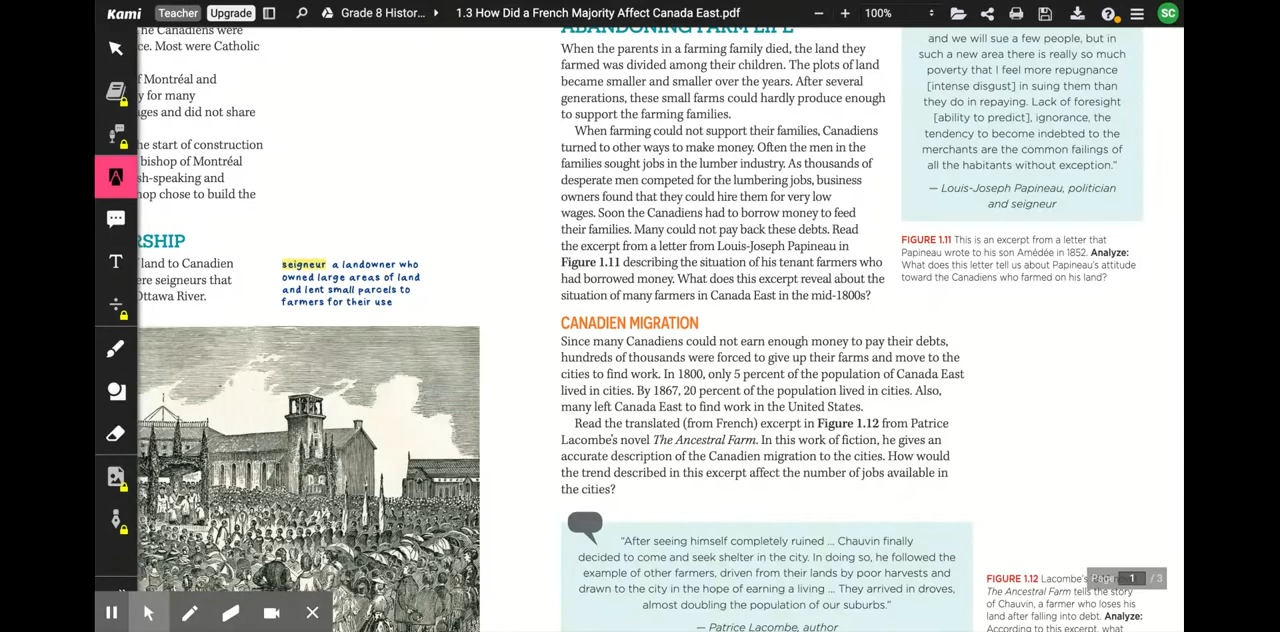 Kami
Teacher
Upgrade
Grade 8 Histor...
1.3 How Did a French Majority Affect Canada East.pdf
100%
SC
he Canadiens were
ce. Most were Catholic
f Montréal and
y for many
ages and did not share
he start of construction
bishop of Montréal
sh-speaking and
hop chose to build the
RSHIP
land to Canadien
ere seigneurs that
Ottawa River.
seigneur a landowner who
owned large areas of land
and lent small parcels to
farmers for their use
ABANDONING FARM LIFE
When the parents in a farming family died, the land they
farmed was divided among their children. The plots of land
became smaller and smaller over the years. After several
generations, these small farms could hardly produce enough
to support the farming families.
When farming could not support their families, Canadiens
turned to other ways to make money. Often the men in the
families sought jobs in the lumber industry. As thousands of
desperate men competed for the lumbering jobs, business
owners found that they could hire them for very low
wages. Soon the Canadiens had to borrow money to feed
their families. Many could not pay back these debts. Read
the excerpt from a letter from Louis-Joseph Papineau in
Figure 1.11 describing the situation of his tenant farmers who
had borrowed money. What does this excerpt reveal about the
situation of many farmers in Canada East in the mid-1800s?
CANADIEN MIGRATION
Since many Canadiens could not earn enough money to pay their debts,
hundreds of thousands were forced to give up their farms and move to the
cities to find work. In 1800, only 5 percent of the population of Canada East
lived in cities. By 1867, 20 percent of the population lived in cities. Also,
many left Canada East to find work in the United States.
Read the translated (from French) excerpt in Figure 1.12 from Patrice
Lacombe's novel The Ancestral Farm. In this work of fiction, he gives an
accurate description of the Canadien migration to the cities. How would
the trend described in this excerpt affect the number of jobs available in
the cities?
"After seeing himself completely ruined ... Chauvin finally
decided to come and seek shelter in the city. In doing so, he followed the
example of other farmers, driven from their lands by poor harvests and
drawn to the city in the hope of earning a living ... They arrived in droves,
almost doubling the population of our suburbs."
— Patrice Lacombe, author
and we will sue a few people, but in
such a new area there is really so much
poverty that I feel more repugnance
[intense disgust] in suing them than
they do in repaying. Lack of foresight
[ability to predict], ignorance, the
tendency to become indebted to the
merchants are the common failings of
all the habitants without exception."
— Louis-Joseph Papineau, politician
and seigneur
FIGURE 1.11 This is an excerpt from a letter that
Papineau wrote to his son Amédée in 1852. Analyze:
What does this letter tell us about Papineau's attitude
toward the Canadiens who farmed on his land?
FIGURE 1.12 Lacombe's
The Ancestral Farm tells the story
of Chauvin, a farmer who loses his
land after falling into debt. Analyze:
According to this excerpt, what
Page 1 / 3